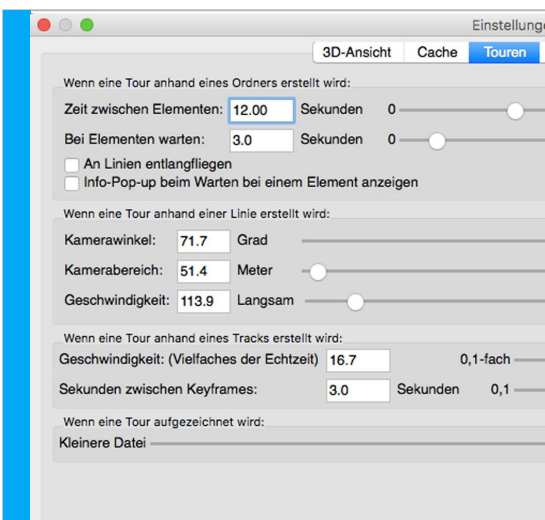 Einstellunge
3D-Ansicht Cache Touren
Wenn eine Tour anhand eines Ordners erstellt wird:
Zeit zwischen Elementen: 12.00 Sekunden 0
Bei Elementen warten: 3.0 Sekunden 0
An Linien entlangfliegen
Info-Pop-up beim Warten bei einem Element anzeigen
Wenn eine Tour anhand einer Linie erstellt wird:
Kamerawinkel: 71.7 Grad
Kamerabereich: 51.4 Meter
Geschwindigkeit: 113.9 Langsam
Wenn eine Tour anhand eines Tracks erstellt wird:
Geschwindigkeit: (Vielfaches der Echtzeit) 16.7 0,1-fach
Sekunden zwischen Keyframes: 3.0 Sekunden 0,1
Wenn eine Tour aufgezeichnet wird:
Kleinere Datei